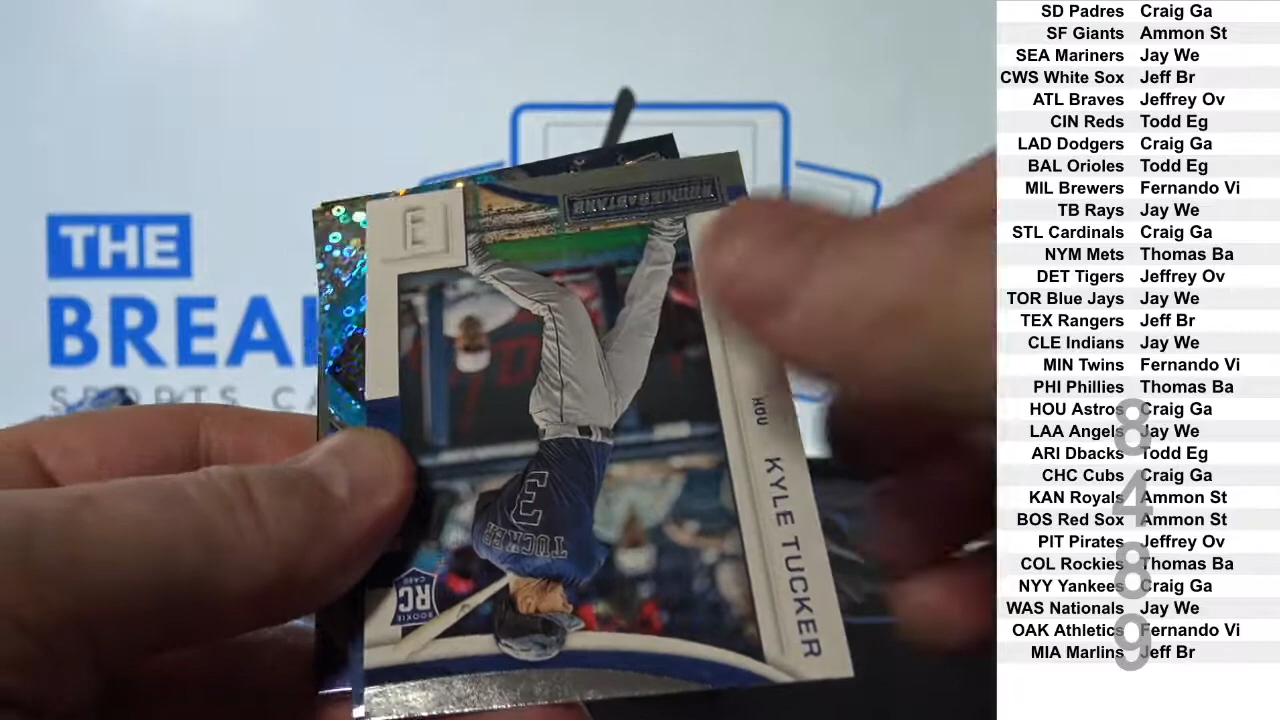 THE
BREA
SPORTS CA
E
HOU
KYLE TUCKER
3
TUCKER
RC
ROOKIE
CARD
SD Padres Craig Ga
SF Giants Ammon St
SEA Mariners Jay We
CWS White Sox Jeff Br
ATL Braves Jeffrey Ov
CIN Reds Todd Eg
LAD Dodgers Craig Ga
BAL Orioles Todd Eg
MIL Brewers Fernando Vi
TB Rays Jay We
STL Cardinals Craig Ga
NYM Mets Thomas Ba
DET Tigers Jeffrey Ov
TOR Blue Jays Jay We
TEX Rangers Jeff Br
CLE Indians Jay We
MIN Twins Fernando Vi
PHI Phillies Thomas Ba
HOU Astros Craig Ga
LAA Angels Jay We
ARI Dbacks Todd Eg
CHC Cubs Craig Ga
KAN Royals Ammon St
BOS Red Sox Ammon St
PIT Pirates Jeffrey Ov
COL Rockies Thomas Ba
NYY Yankees Craig Ga
WAS Nationals Jay We
OAK Athletics Fernando Vi
MIA Marlins Jeff Br
8
4
8
9